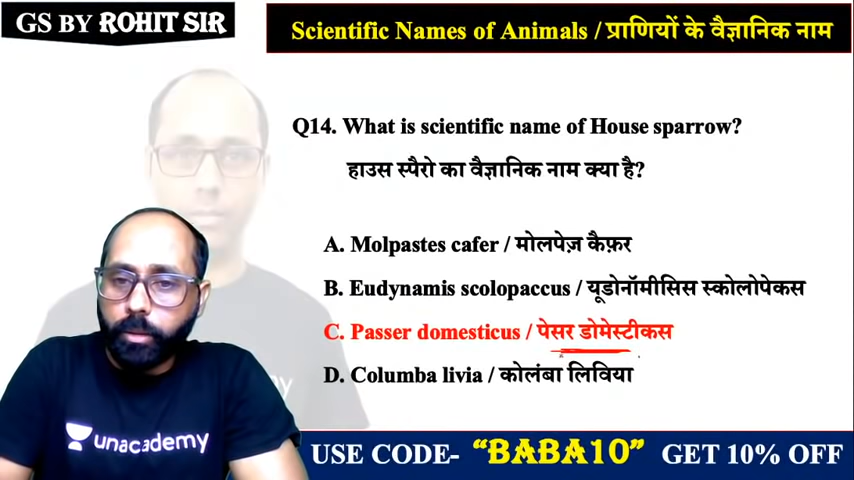 GS BY ROHIT SIR
Scientific Names of Animals / प्राणियों के वैज्ञानिक नाम
Q14. What is scientific name of House sparrow?
हाउस स्पैरो का वैज्ञानिक नाम क्या है?
A. Molpastes cafer / मोलपेज़ कैफ़र
B. Eudynamis scolopaccus / यूडोनॉमीसिस स्कोलोपेकस
C. Passer domesticus / पेसर डोमेस्टीकस
D. Columba livia / कोलंबा लिविया
unacademy
USE CODE- “BABA10” GET 10% OFF